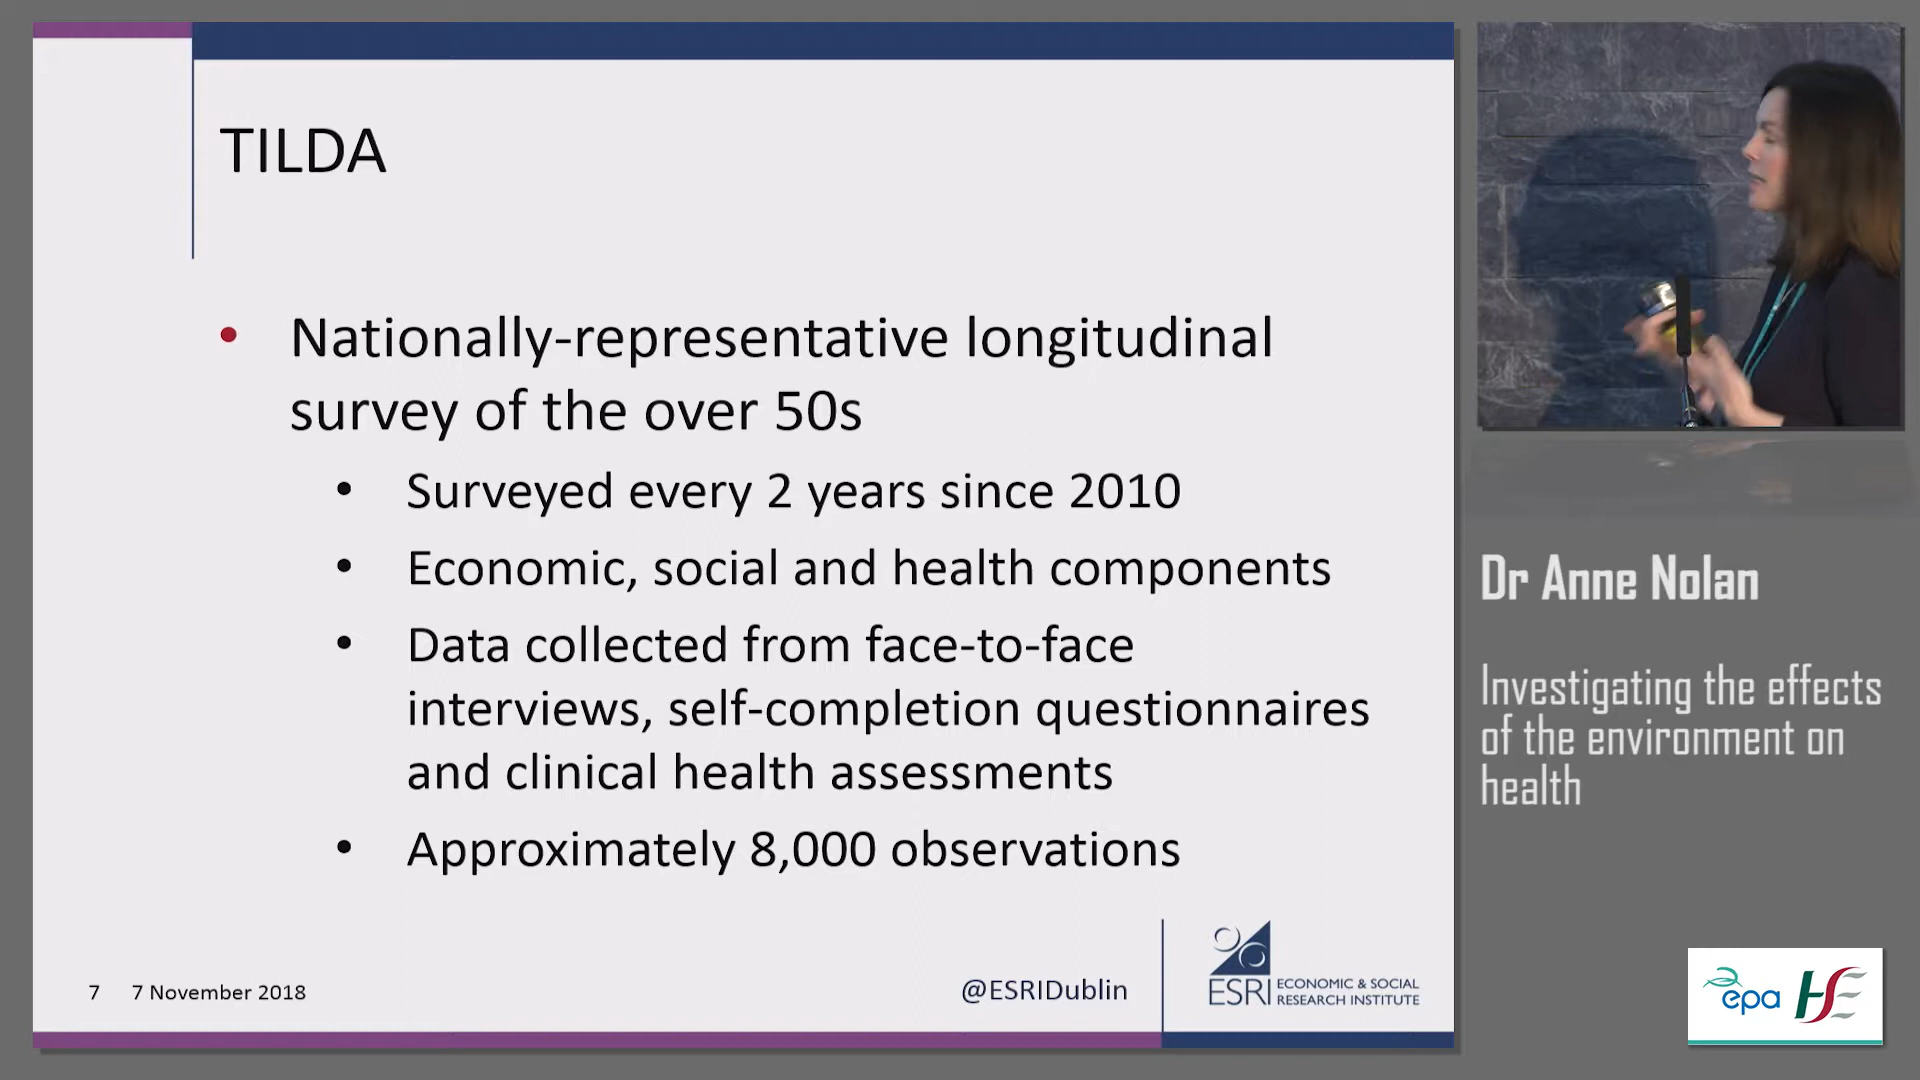 TILDA
• Nationally-representative longitudinal
survey of the over 50s
• Surveyed every 2 years since 2010
• Economic, social and health components
• Data collected from face-to-face
interviews, self-completion questionnaires
and clinical health assessments
• Approximately 8,000 observations
7 7 November 2018
@ESRIDublin
ESRI ECONOMIC & SOCIAL
RESEARCH INSTITUTE
Dr Anne Nolan
Investigating the effects
of the environment on
health
epa HSE